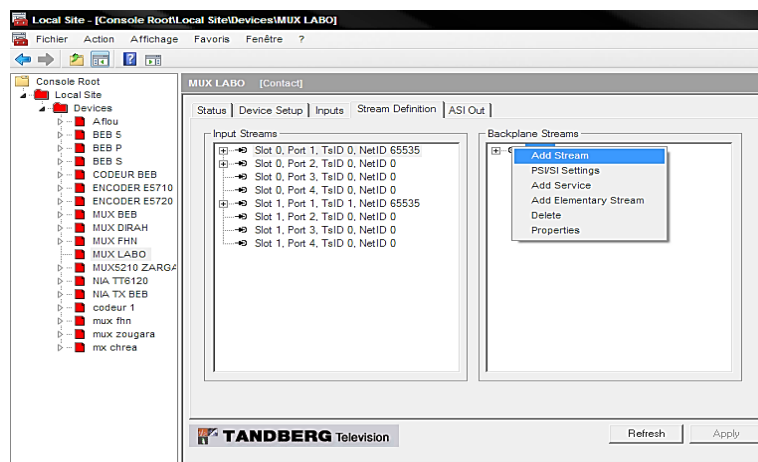 Local Site - [Console Root\Local Site\Devices\MUX LABO]
Fichier Action Affichage Favoris Fenêtre ?
Console Root
Local Site
Devices
Aflou
BEB 5
BEB P
BEB S
CODEUR BEB
ENCODER E5710
ENCODER E5720
MUX BEB
MUX DIRAH
MUX FHN
MUX LABO
MUX5210 ZARGA
NIA TT6120
NIA TX BEB
codeur 1
mux fhn
mux zougara
mx chrea
MUX LABO [Contact]
Status Device Setup Inputs Stream Definition ASI Out
Input Streams
Slot 0, Port 1, TsID 0, NetID 65535
Slot 0, Port 2, TsID 0, NetID 0
Slot 0, Port 3, TsID 0, NetID 0
Slot 0, Port 4, TsID 0, NetID 0
Slot 1, Port 1, TsID 1, NetID 65535
Slot 1, Port 2, TsID 0, NetID 0
Slot 1, Port 3, TsID 0, NetID 0
Slot 1, Port 4, TsID 0, NetID 0
Backplane Streams
Add Stream
PSI/SI Settings
Add Service
Add Elementary Stream
Delete
Properties
TANDBERG Television
Refresh Apply